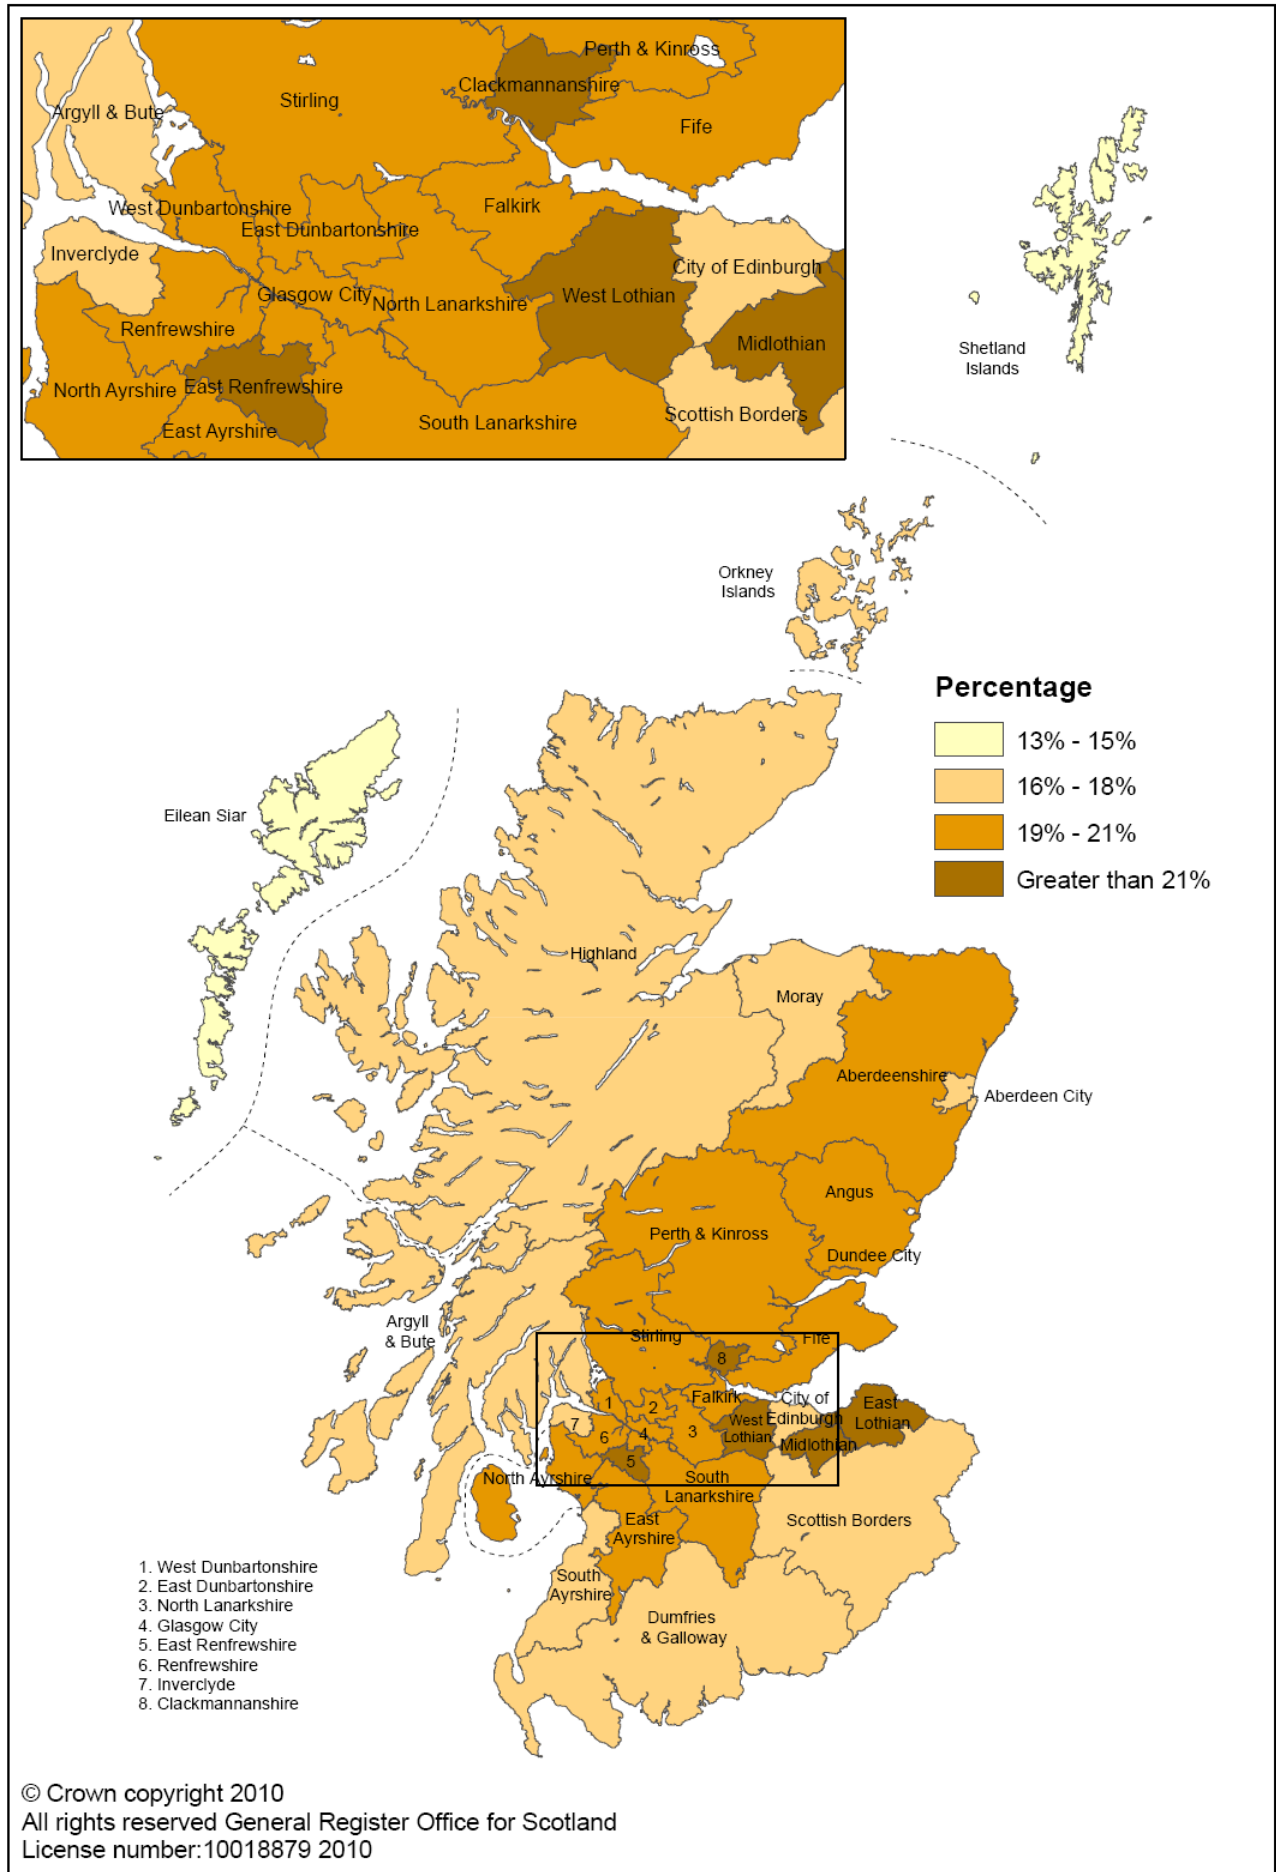 Perth & Kinross
Clackmannanshire
Stirling
Argyll & Bute
Fife
West Dunbartonshire
Falkirk
East Dunbartonshire
Inverclyde
City of Edinburgh
Glasgow City
West Lothian
North Lanarkshire
Renfrewshire
Midlothian
North Ayrshire
East Renfrewshire
Scottish Borders
South Lanarkshire
East Ayrshire
Shetland
Islands
Orkney
Islands
Percentage
13% - 15%
16% - 18%
19% - 21%
Greater than 21%
Eilean Siar
Highland
Moray
Aberdeenshire
Aberdeen City
Angus
Perth & Kinross
Dundee City
Argyll
& Bute
Stirling
Fife
8
1
2
Falkirk
City of
Edinburgh
East
Lothian
7
6
4
3
West
Lothian
Midlothian
5
North Ayrshire
South
Lanarkshire
East
Ayrshire
Scottish Borders
South
Ayrshire
Dumfries
& Galloway
1. West Dunbartonshire
2. East Dunbartonshire
3. North Lanarkshire
4. Glasgow City
5. East Renfrewshire
6. Renfrewshire
7. Inverclyde
8. Clackmannanshire
© Crown copyright 2010
All rights reserved General Register Office for Scotland
License number:10018879 2010